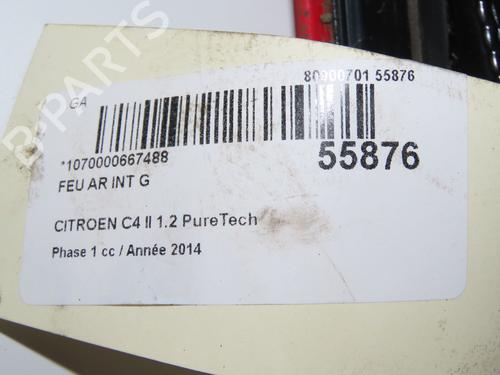 80900701 55876
GA
*1070000667488
55876
FEU AR INT G
CITROEN C4 II 1.2 PureTech
Phase 1 cc / Année 2014
B-PARTS